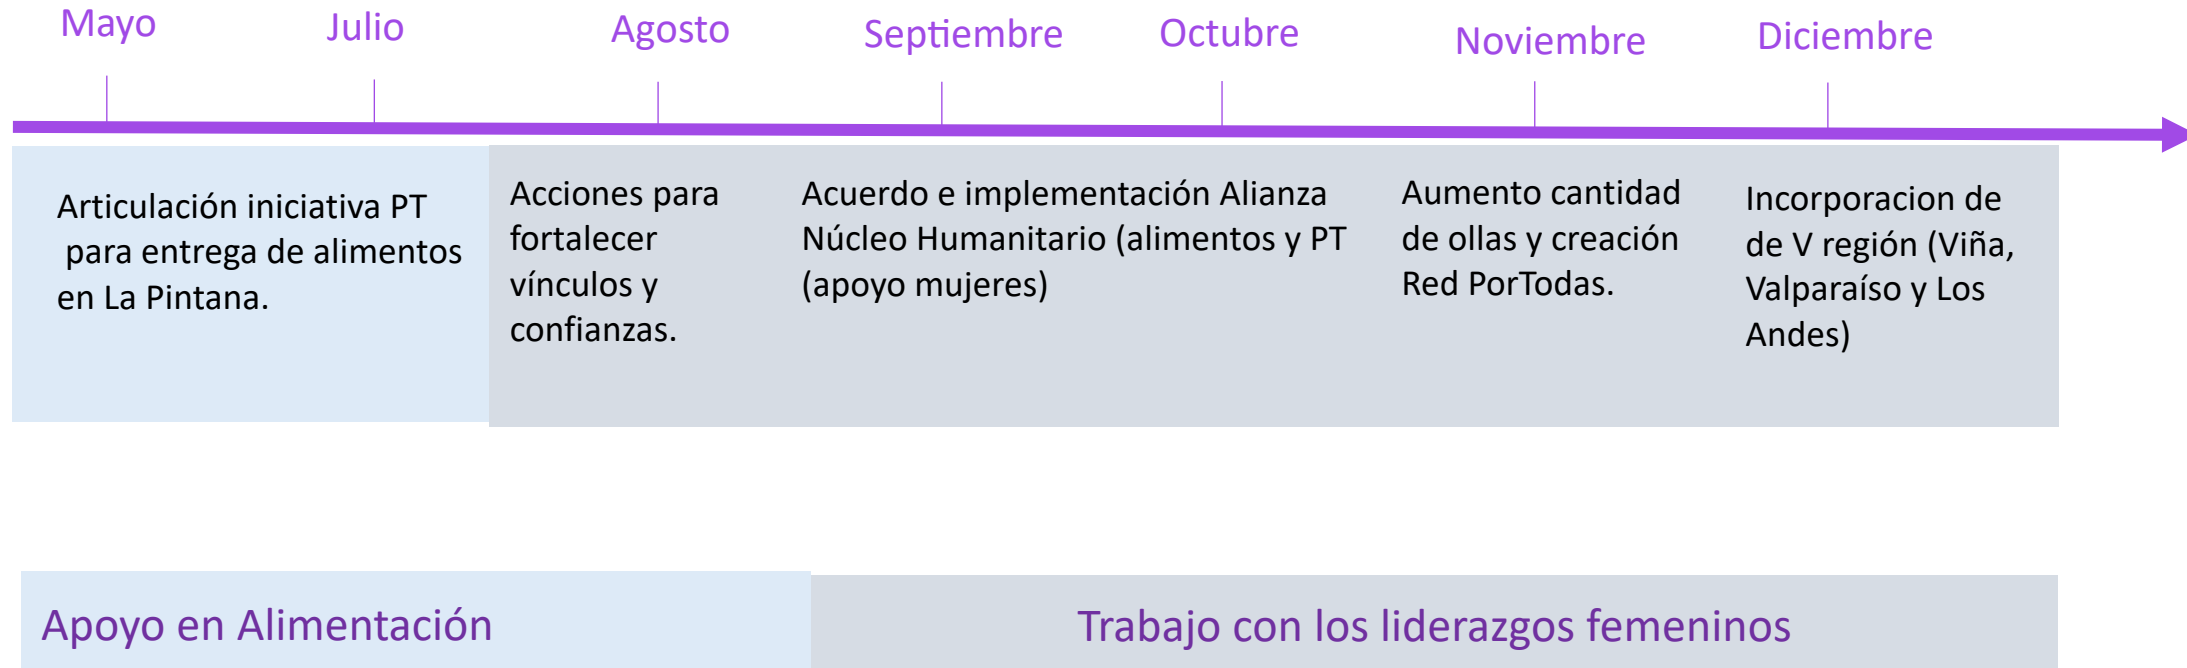 Mayo
Julio
Agosto
Septiembre
Octubre
Noviembre
Diciembre
Articulación iniciativa PT
para entrega de alimentos
en La Pintana.
Acciones para
fortalecer
vínculos y
confianzas.
Acuerdo e implementación Alianza
Núcleo Humanitario (alimentos y PT
(apoyo mujeres)
Aumento cantidad
de ollas y creación
Red PorTodas.
Incorporacion de
de V región (Viña,
Valparaíso y Los
Andes)
Apoyo en Alimentación
Trabajo con los liderazgos femeninos